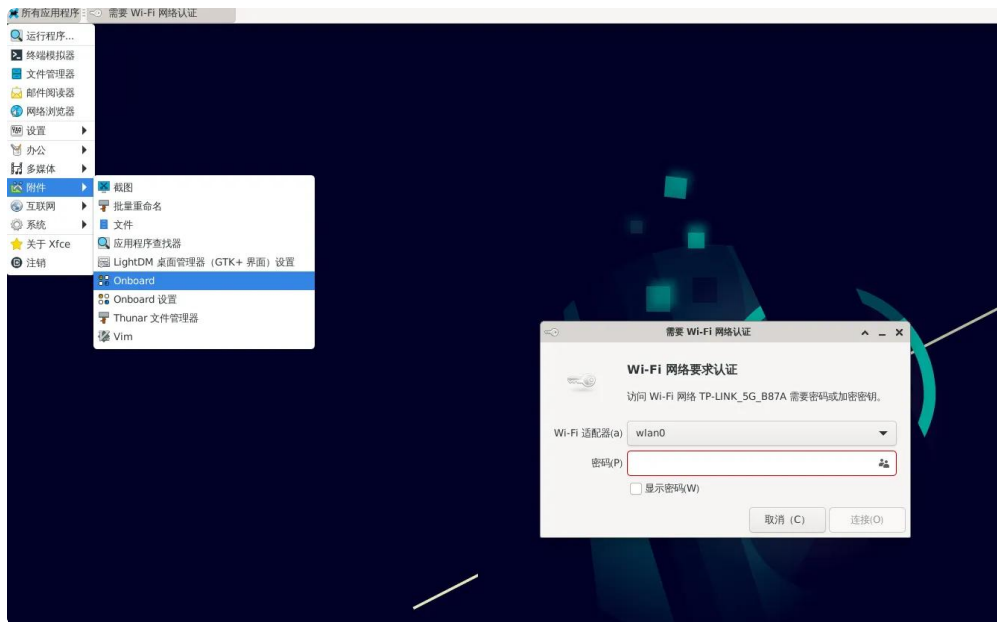 所有应用程序 需要 Wi-Fi 网络认证
运行程序...
终端模拟器
文件管理器
邮件阅读器
网络浏览器
设置
办公
多媒体
附件
互联网
系统
关于 Xfce
注销
截图
批量重命名
文件
应用程序查找器
LightDM 桌面管理器（GTK+ 界面）设置
Onboard
Onboard 设置
Thunar 文件管理器
Vim
需要 Wi-Fi 网络认证
Wi-Fi 网络要求认证
访问 Wi-Fi 网络 TP-LINK_5G_B87A 需要密码或加密密钥。
Wi-Fi 适配器(a) wlan0
密码(P)
显示密码(W)
取消（C） 连接(O)